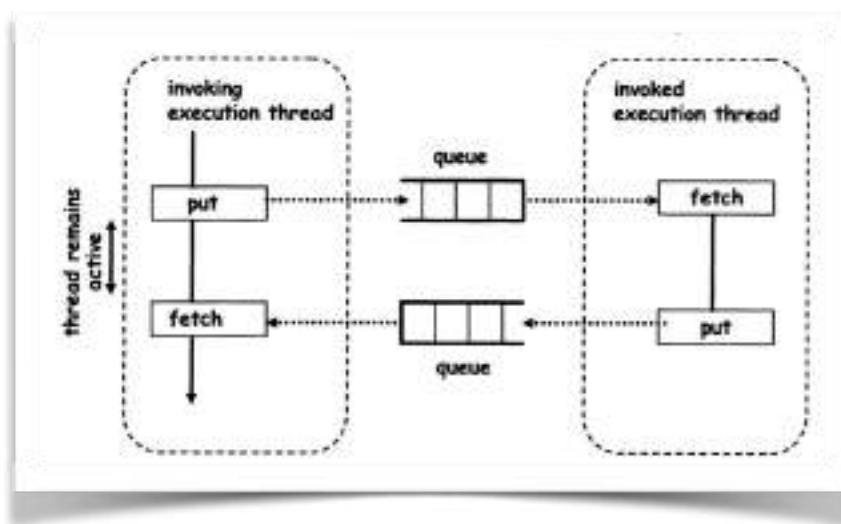 invoking
execution thread
invoked
execution thread
queue
put
fetch
thread remains
active
fetch
put
queue